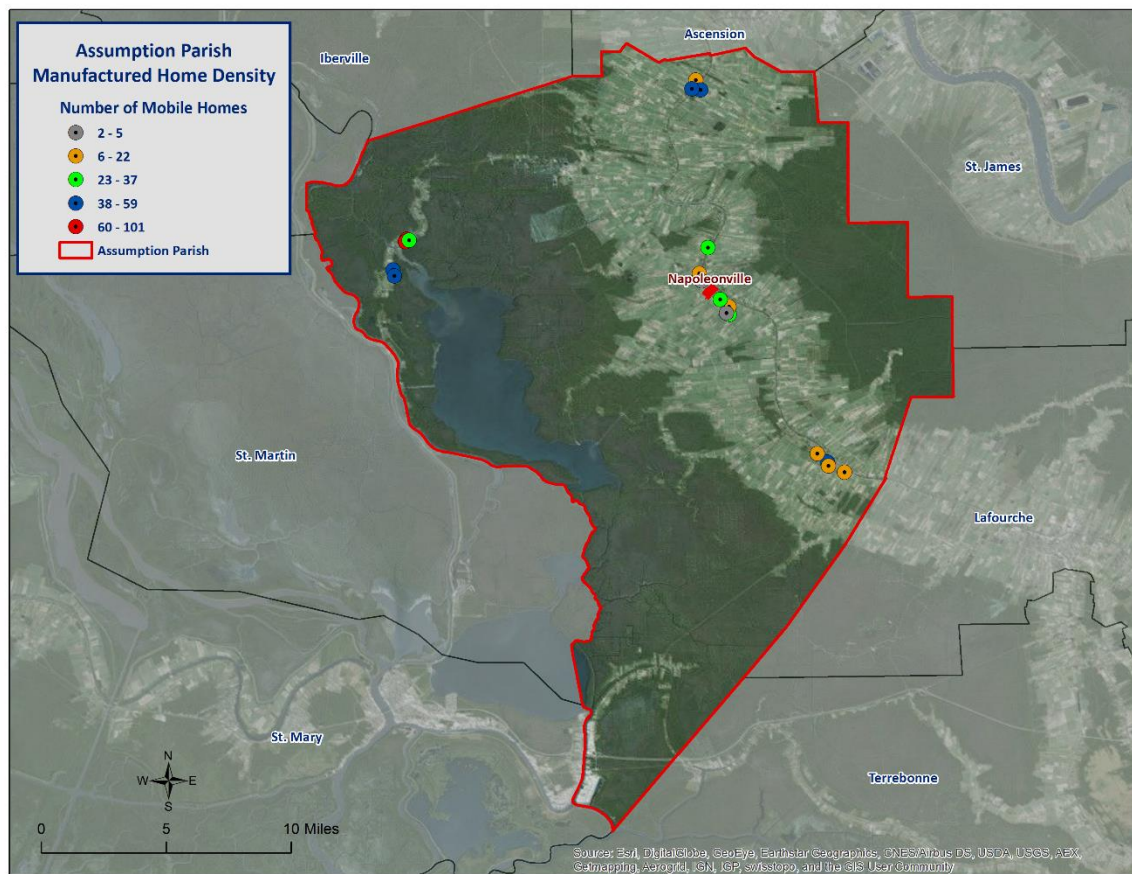 Assumption Parish
Manufactured Home Density
Number of Mobile Homes
2 - 5
6 - 22
23 - 37
38 - 59
60 - 101
Assumption Parish
Iberville
Ascension
St. James
Napoleonville
St. Martin
Lafourche
St. Mary
Terrebonne
N
W E
S
0 5 10 Miles
Source: Esri, DigitalGlobe, GeoEye, Earthstar Geographics, CNES/Airbus DS, USDA, USGS, AEX,
Getmapping, Aerogrid, IGN, IGP, swisstopo, and the GIS User Community